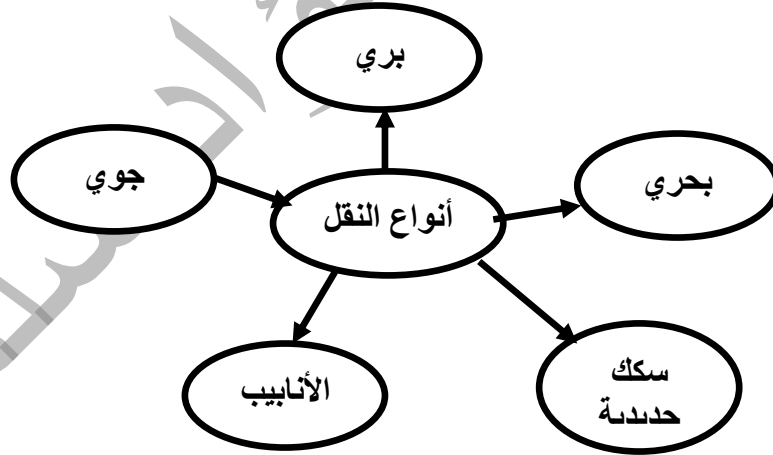 بري
جوي
بحري
أنواع النقل
الأنابيب
سكك
حديدية